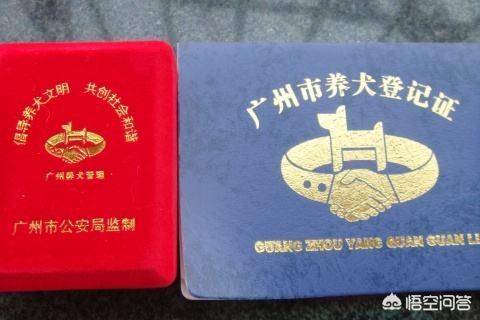 倡导养犬文明 共创社会和谐
广州养犬管理
广州市公安局监制
广州市养犬登记证
GUANG ZHOU YANG QUAN GUAN LI
悟空问答